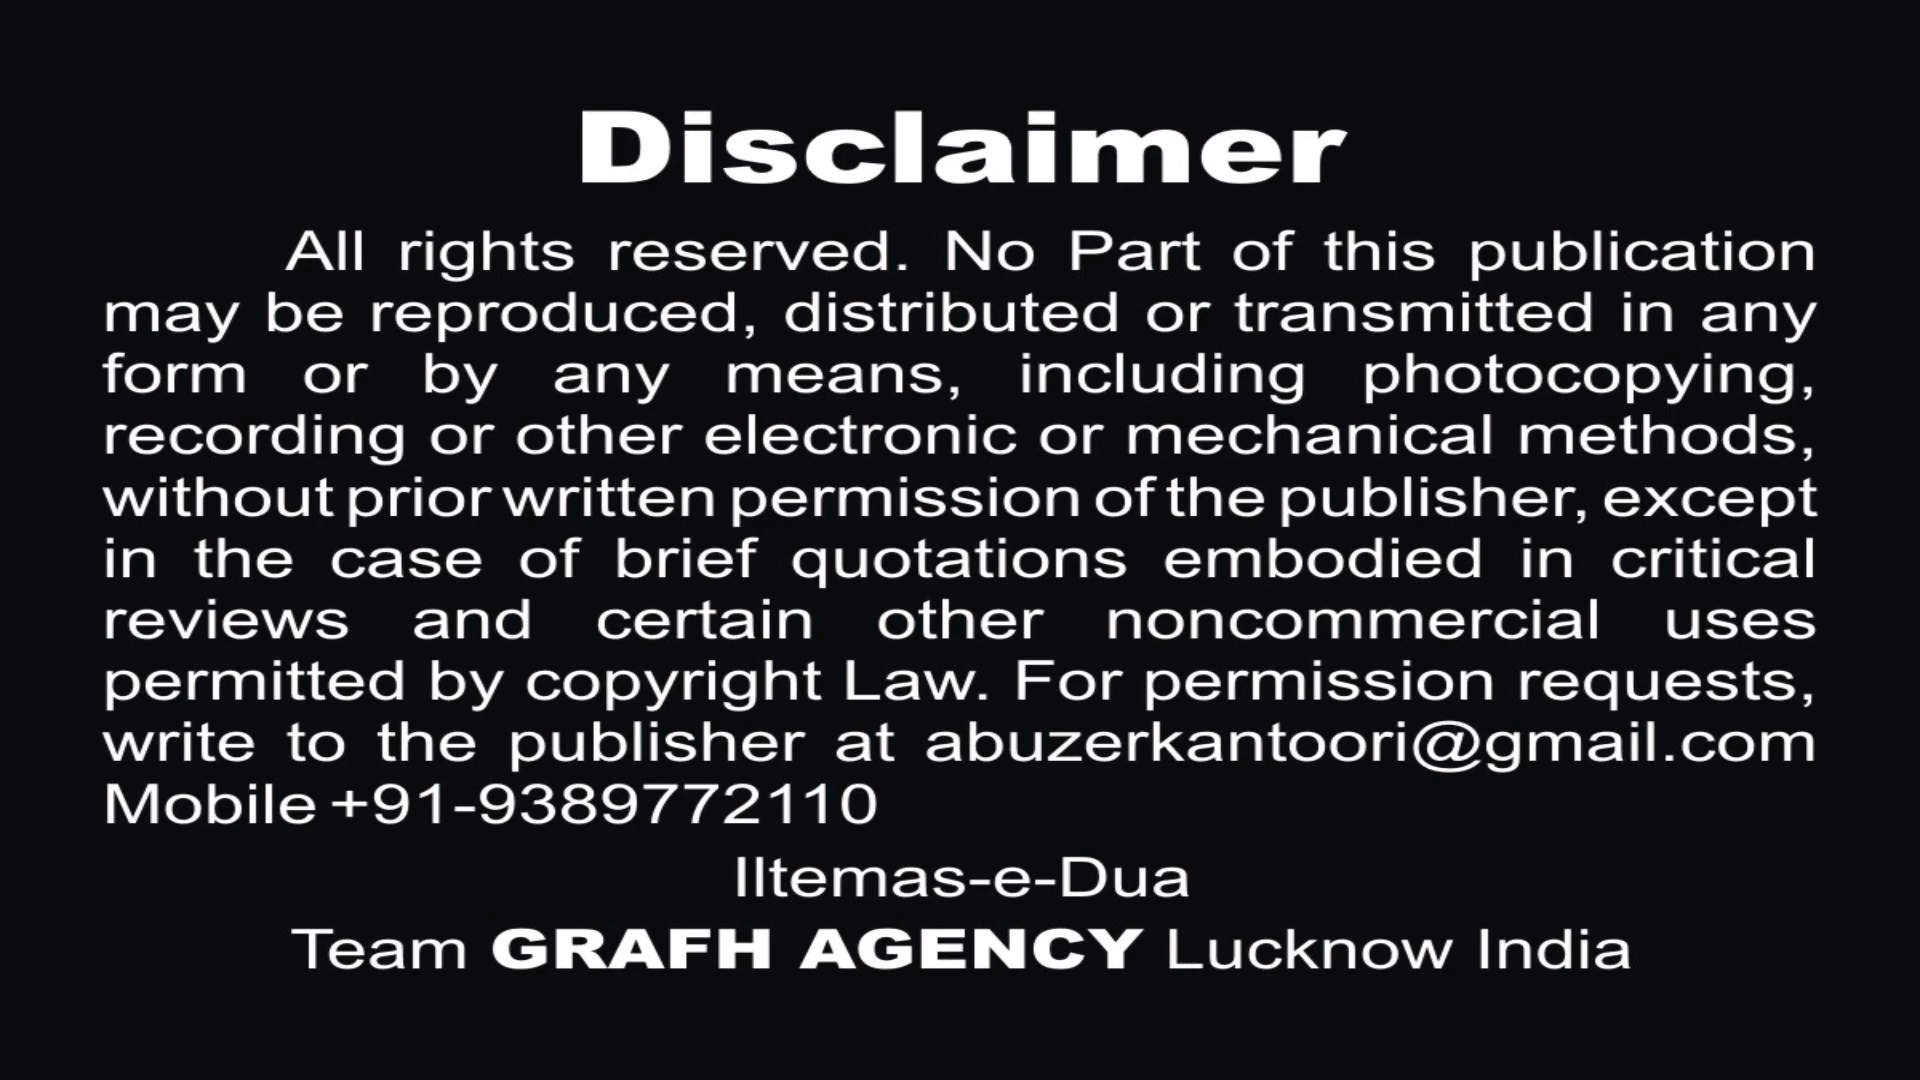 Disclaimer
All rights reserved. No Part of this publication
may be reproduced, distributed or transmitted in any
form or by any means, including photocopying,
recording or other electronic or mechanical methods,
without prior written permission of the publisher, except
in the case of brief quotations embodied in critical
reviews and certain other noncommercial uses
permitted by copyright Law. For permission requests,
write to the publisher at abuzerkantoori@gmail.com
Mobile +91-9389772110
Iltemas-e-Dua
Team GRAFH AGENCY Lucknow India